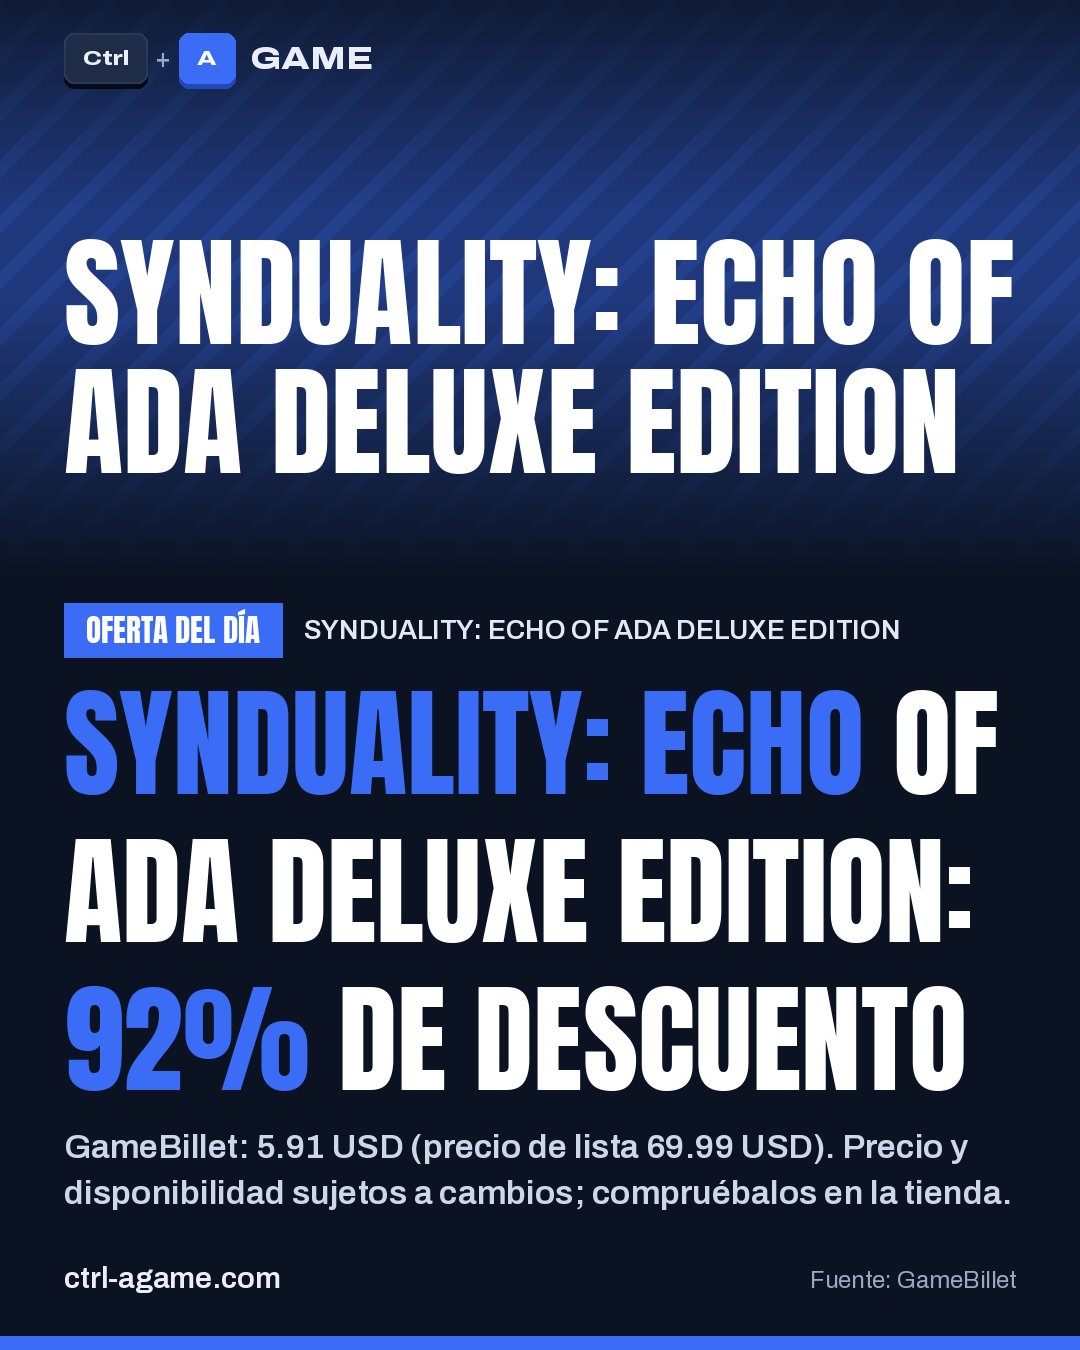 Ctrl + A GAME
SYNDUALITY: ECHO OF
ADA DELUXE EDITION
OFERTA DEL DÍA SYNDUALITY: ECHO OF ADA DELUXE EDITION
SYNDUALITY: ECHO OF
ADA DELUXE EDITION:
92% DE DESCUENTO
GameBillet: 5.91 USD (precio de lista 69.99 USD). Precio y
disponibilidad sujetos a cambios; compruébalos en la tienda.
ctrl-agame.com Fuente: GameBillet